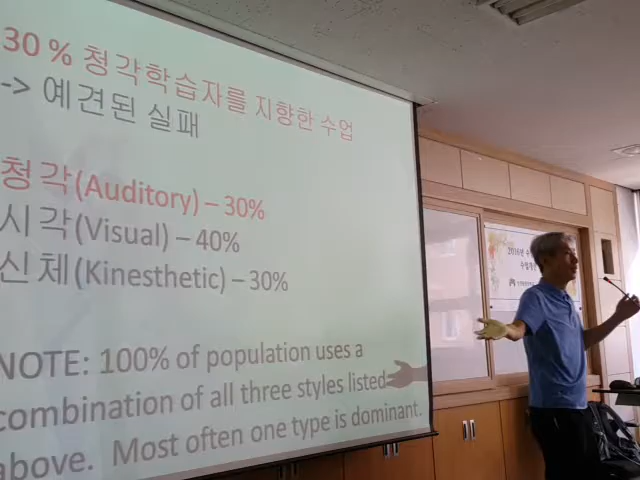 30 % 청각학습자를 지향한 수업
-> 예견된 실패
청각(Auditory) – 30%
시각(Visual) – 40%
신체(Kinesthetic) – 30%
NOTE: 100% of population uses a
combination of all three styles listed
above. Most often one type is dominant.